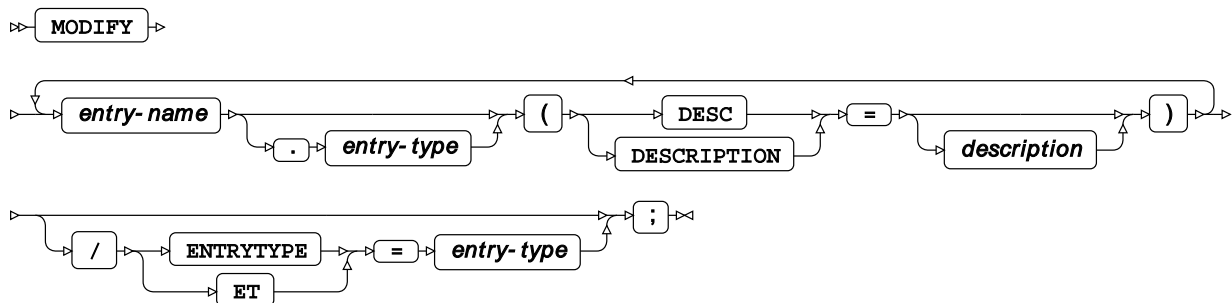 MODIFY
entry-name . entry-type ( DESC = description )
DESCRIPTION
/ ENTRYTYPE = entry-type ;
ET